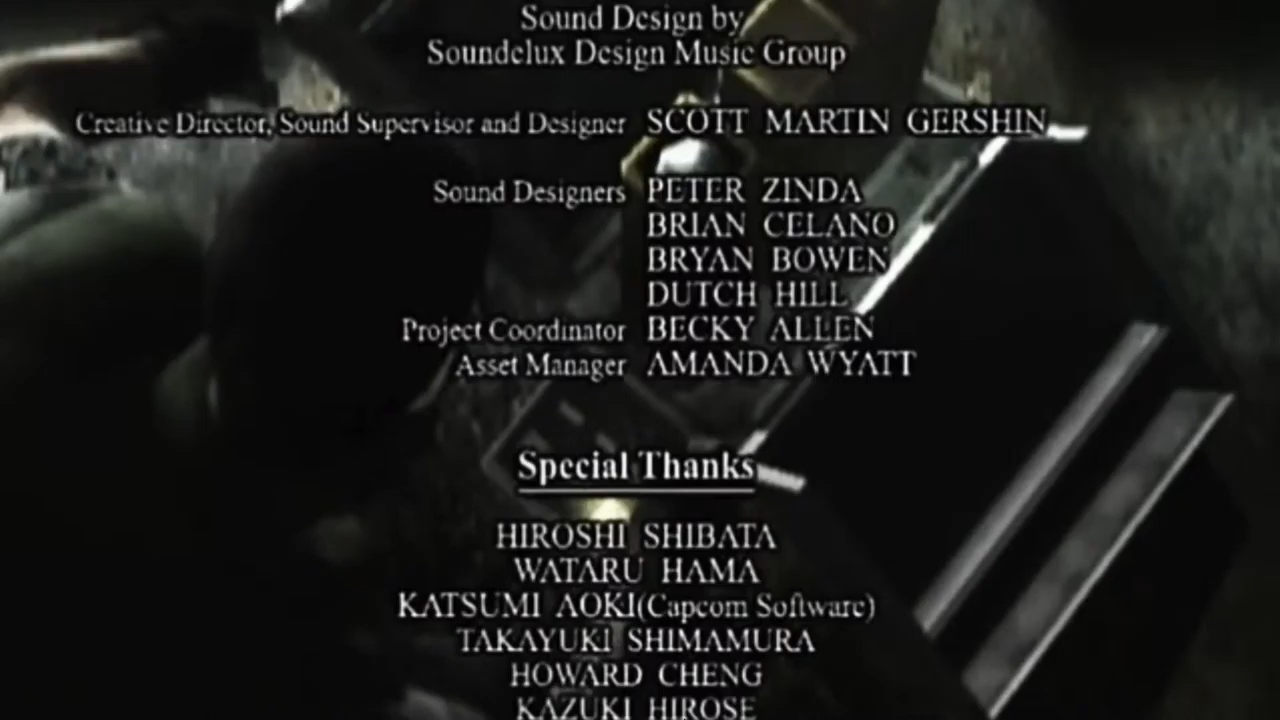 Sound Design by
Soundelux Design Music Group
Creative Director, Sound Supervisor and Designer SCOTT MARTIN GERSHIN
Sound Designers PETER ZINDA
BRIAN CELANO
BRYAN BOWEN
DUTCH HILL
Project Coordinator BECKY ALLEN
Asset Manager AMANDA WYATT
Special Thanks
HIROSHI SHIBATA
WATARU HAMA
KATSUMI AOKI(Capcom Software)
TAKAYUKI SHIMAMURA
HOWARD CHENG
KAZUKI HIROSE